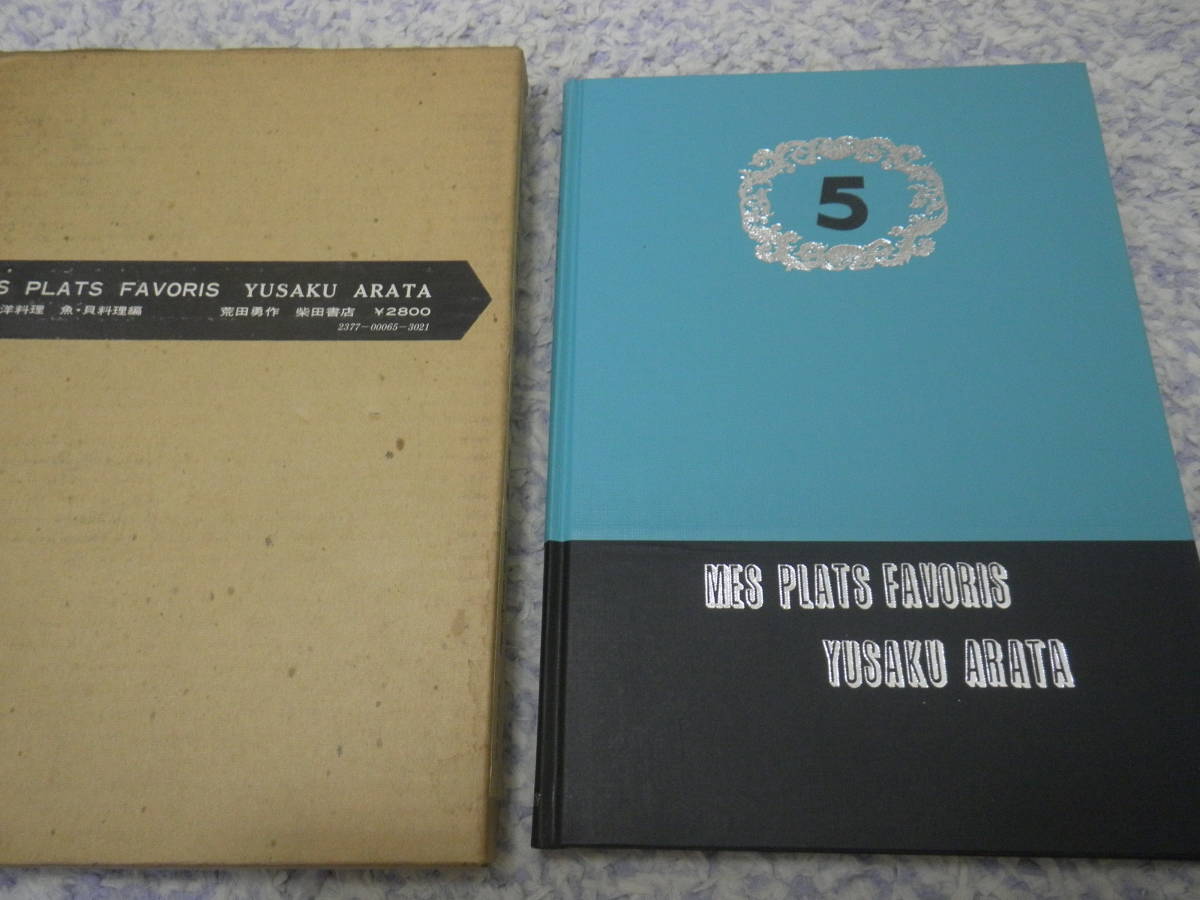 S PLATS FAVORIS YUSAKU ARATA
洋料理 魚・貝料理編 荒田勇作 柴田書店 ¥2800
2377-00065-3021
5
MES PLATS FAVORIS
YUSAKU ARATA